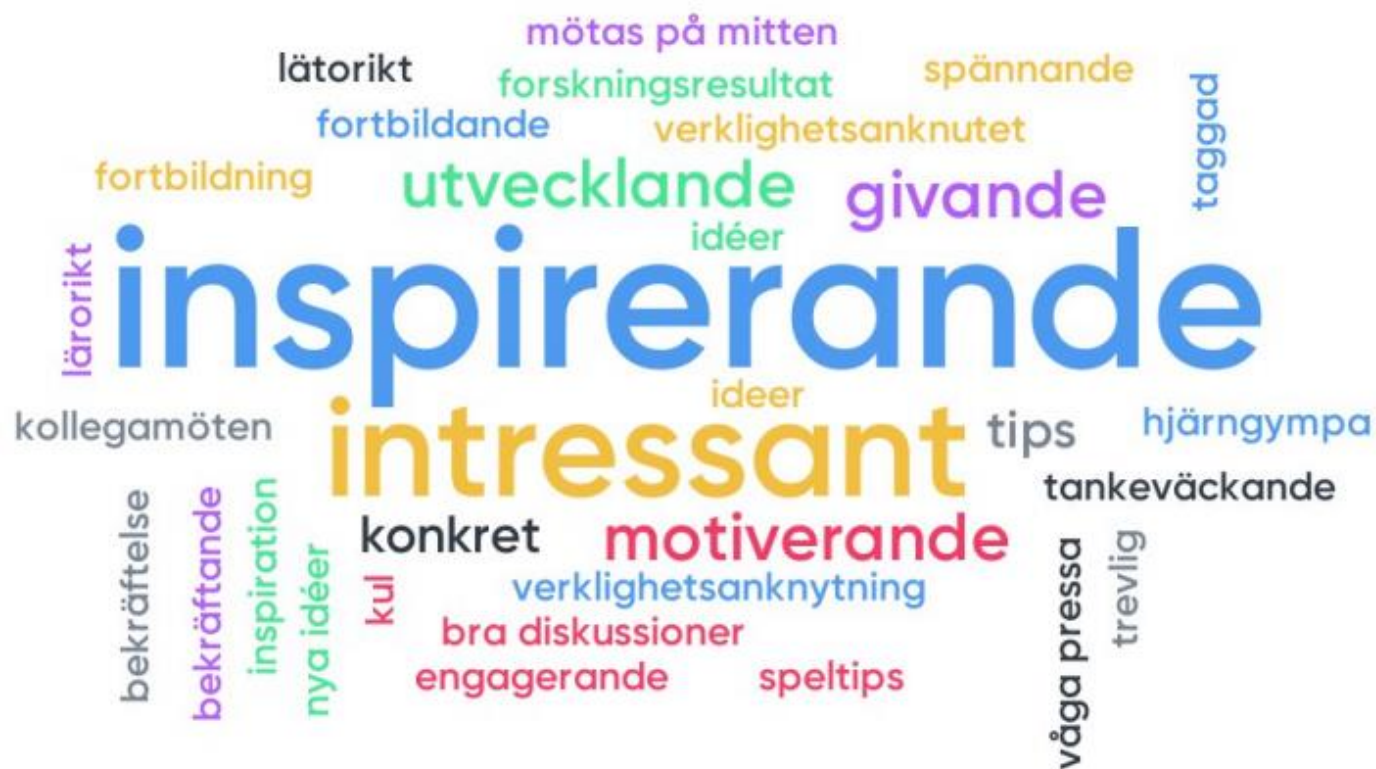 mötas på mitten
lätorikt
forskningsresultat
spännande
taggad
fortbildande
verklighetsanknutet
fortbildning
utvecklande
givande
idéer
lärorikt
inspirerande
ideer
kollegamöten
intressant
tips
hjärngympa
tankeväckande
bekräftelse
bekräftande
inspiration
nya idéer
konkret
motiverande
kul
verklighetsanknytning
våga pressa
trevlig
bra diskussioner
engagerande
speltips